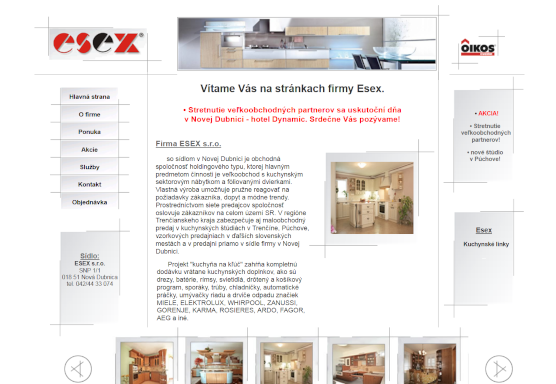 esex®
OIKOS
Hlavná strana
O firme
Ponuka
Akcie
Služby
Kontakt
Objednávka
Sídlo:
ESEX s.r.o.
SNP 1/1
018 51 Nová Dubnica
tel. 042/44 33 074
Vítame Vás na stránkach firmy Esex.
• Stretnutie veľkoobchodných partnerov sa uskutoční dňa
v Novej Dubnici - hotel Dynamic. Srdečne Vás pozývame!
Firma ESEX s.r.o.
so sídlom v Novej Dubnici je obchodná
spoločnosť holdingového typu, ktorej hlavným
predmetom činnosti je veľkoobchod s kuchynským
sektorovým nábytkom a fóliovanými dvierkami.
Vlastná výroba umožňuje pružne reagovať na
požiadavky zákazníka, dopyt a módne trendy.
Prostredníctvom siete predajcov spoločnosť
oslovuje zákazníkov na celom území SR. V regióne
Trenčianskeho kraja zabezpečuje aj maloobchodný
predaj v kuchynských štúdiách v Trenčíne, Púchove,
vzorkových predajniach v ďalších slovenských
mestách a v predajni priamo v sídle firmy v Novej
Dubnici.
Projekt "kuchyňa na kľúč" zahŕňa kompletnú
dodávku vrátane kuchynských doplnkov, ako sú
drezy, batérie, rímsy, svietidlá, drôtený a košíkový
program, sporáky, trúby, chladničky, automatické
práčky, umývačky riadu a drviče odpadu značiek
MIELE, ELEKTROLUX, WHIRPOOL, ZANUSSI,
GORENJE, KARMA, ROSIERES, ARDO, FAGOR,
AEG a iné.
• AKCIA!
• Stretnutie
veľkoobchodných
partnerov!
• nové štúdio
v Púchove!
Esex
Kuchynske linky